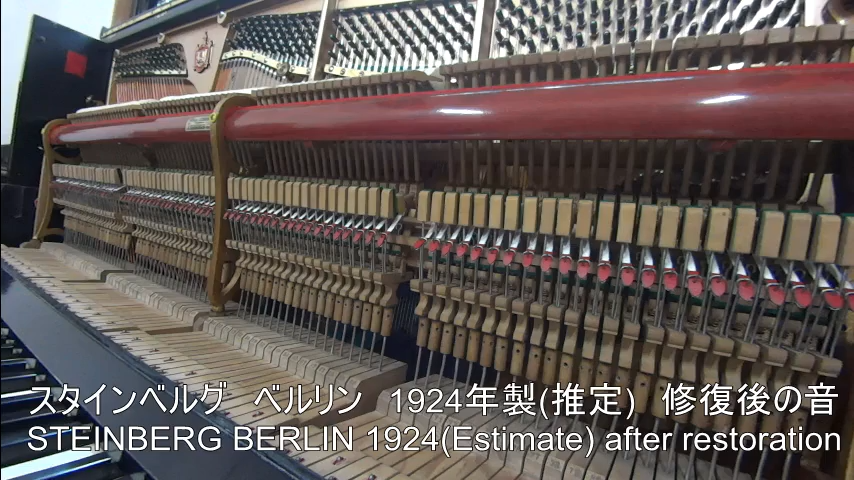 スタインベルグ　ベルリン　1924年製(推定)　修復後の音
STEINBERG BERLIN 1924(Estimate) after restoration